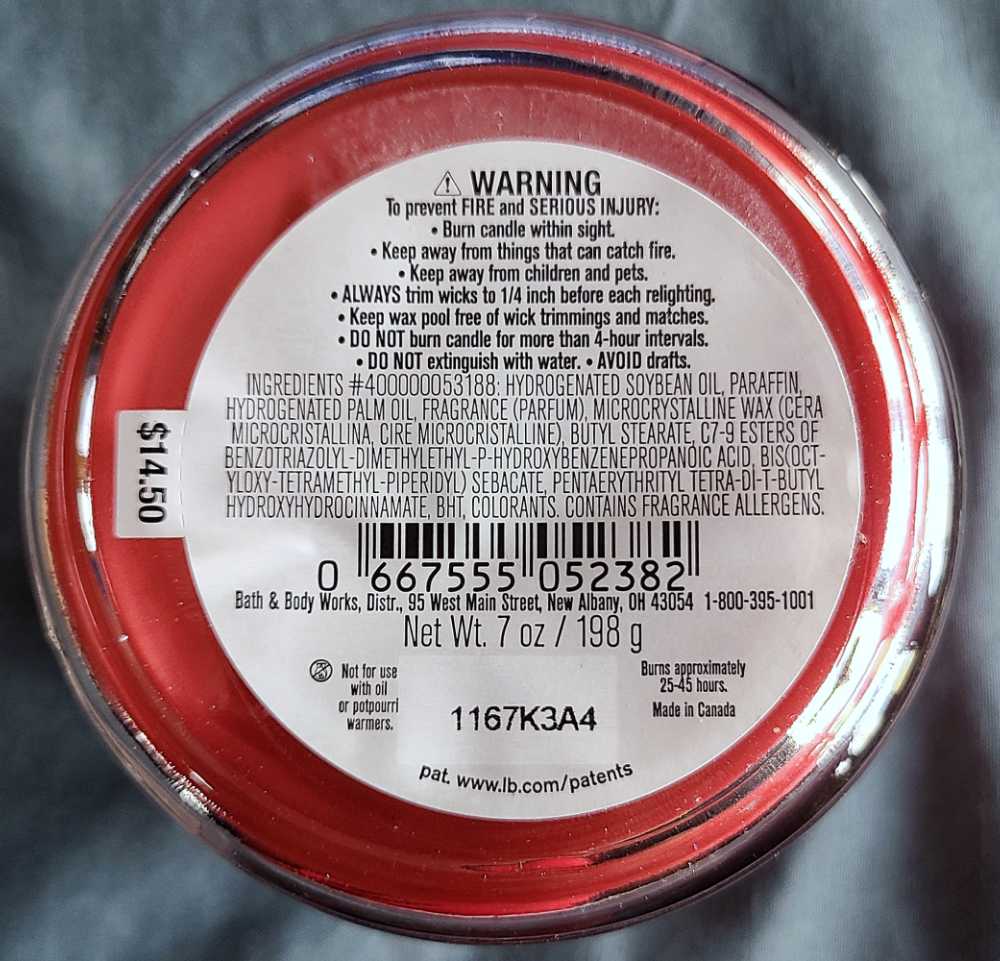 ⚠ WARNING
To prevent FIRE and SERIOUS INJURY:
• Burn candle within sight.
• Keep away from things that can catch fire.
• Keep away from children and pets.
• ALWAYS trim wicks to 1/4 inch before each relighting.
• Keep wax pool free of wick trimmings and matches.
• DO NOT burn candle for more than 4-hour intervals.
• DO NOT extinguish with water. • AVOID drafts.
INGREDIENTS #400000053188: HYDROGENATED SOYBEAN OIL, PARAFFIN,
HYDROGENATED PALM OIL, FRAGRANCE (PARFUM), MICROCRYSTALLINE WAX (CERA
MICROCRISTALLINA, CIRE MICROCRISTALLINE), BUTYL STEARATE, C7-9 ESTERS OF
BENZOTRIAZOLYL-DIMETHYLETHYL-P-HYDROXYBENZENEPROPANOIC ACID, BIS(OCT-
YLOXY-TETRAMETHYL-PIPERIDYL) SEBACATE, PENTAERYTHRITYL TETRA-DI-T-BUTYL
HYDROXYHYDROCINNAMATE, BHT, COLORANTS. CONTAINS FRAGRANCE ALLERGENS.
$14.50
0 667555 052382
Bath & Body Works, Distr., 95 West Main Street, New Albany, OH 43054 1-800-395-1001
Net Wt. 7 oz / 198 g
Not for use
with oil
or potpourri
warmers.
1167K3A4
Burns approximately
25-45 hours.
Made in Canada
pat. www.lb.com/patents